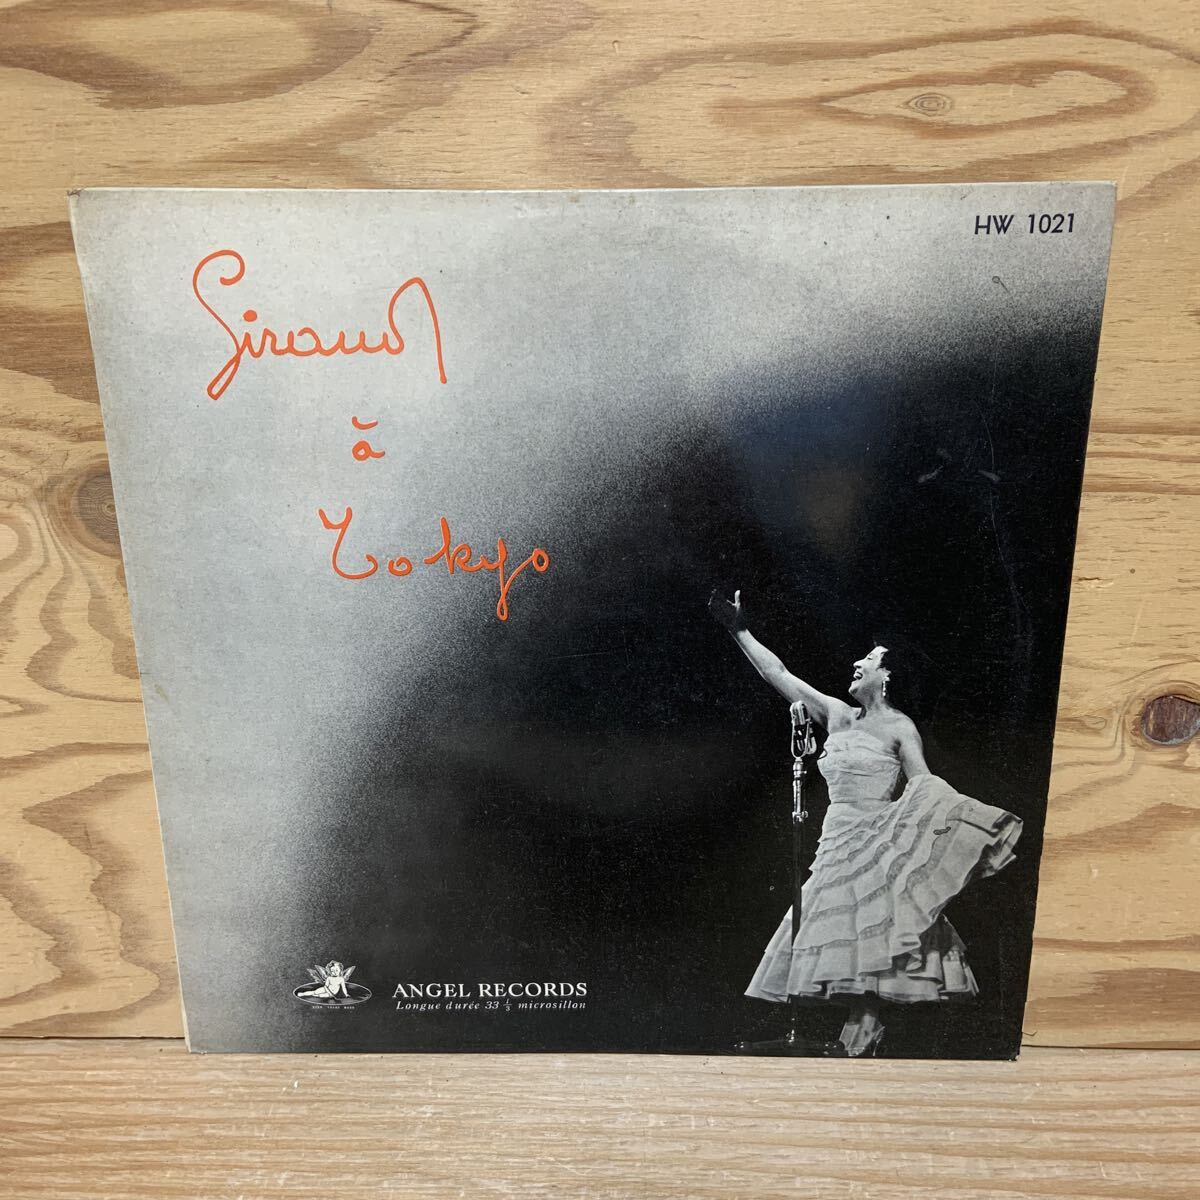 HW 1021
Giraud
à
Tokyo
ANGEL RECORDS
Longue durée 33 ⅓ microsillon